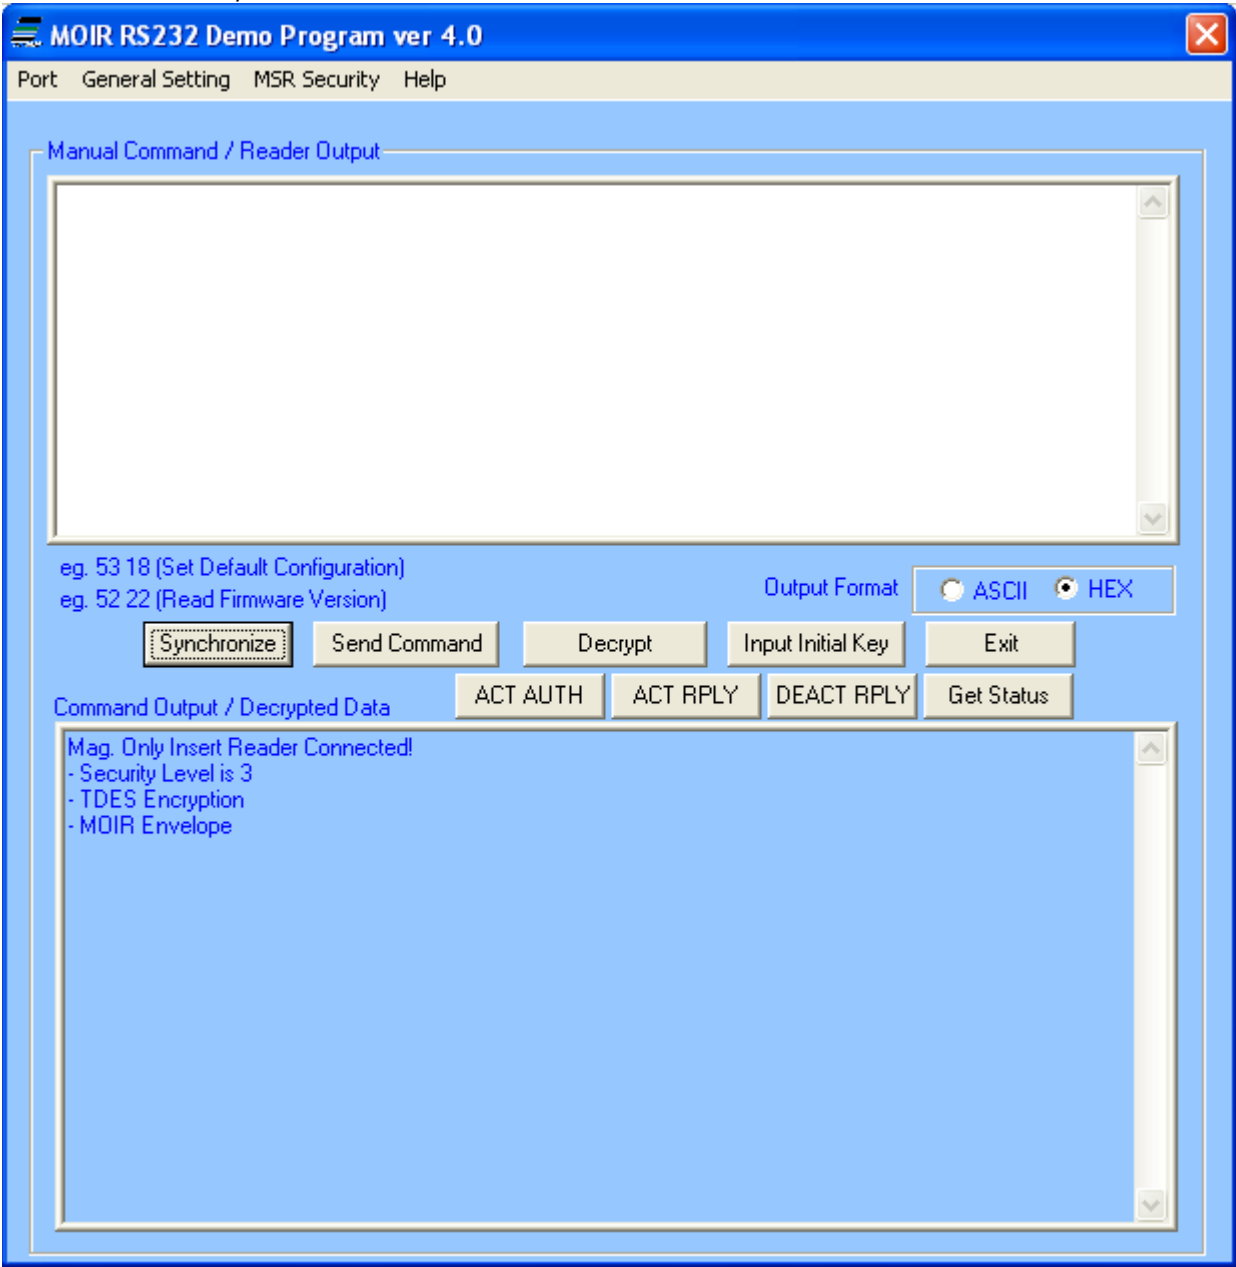 MOIR RS232 Demo Program ver 4.0
Port General Setting MSR Security Help
Manual Command / Reader Output
eg. 53 18 (Set Default Configuration)
eg. 52 22 (Read Firmware Version)
Output Format ASCII HEX
Synchronize Send Command Decrypt Input Initial Key Exit
ACT AUTH ACT RPLY DEACT RPLY Get Status
Command Output / Decrypted Data
Mag. Only Insert Reader Connected!
- Security Level is 3
- TDES Encryption
- MOIR Envelope